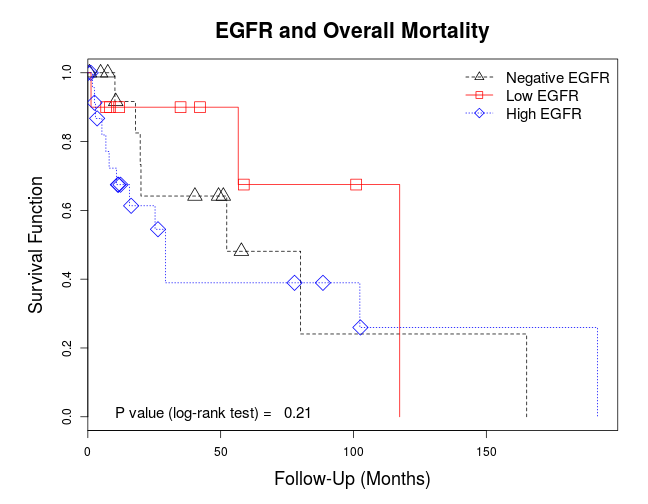 EGFR and Overall Mortality
Negative EGFR
Low EGFR
High EGFR
Survival Function
1.0
0.8
0.6
0.4
0.2
0.0
P value (log-rank test) = 0.21
0 50 100 150
Follow-Up (Months)